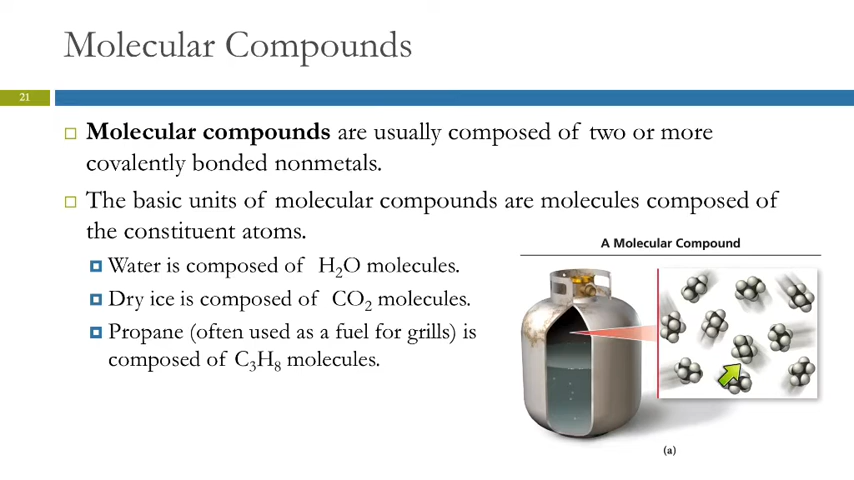 Molecular Compounds
21
Molecular compounds are usually composed of two or more
covalently bonded nonmetals.
The basic units of molecular compounds are molecules composed of
the constituent atoms.
Water is composed of H₂O molecules.
Dry ice is composed of CO₂ molecules.
Propane (often used as a fuel for grills) is
composed of C₃H₈ molecules.
A Molecular Compound
(a)